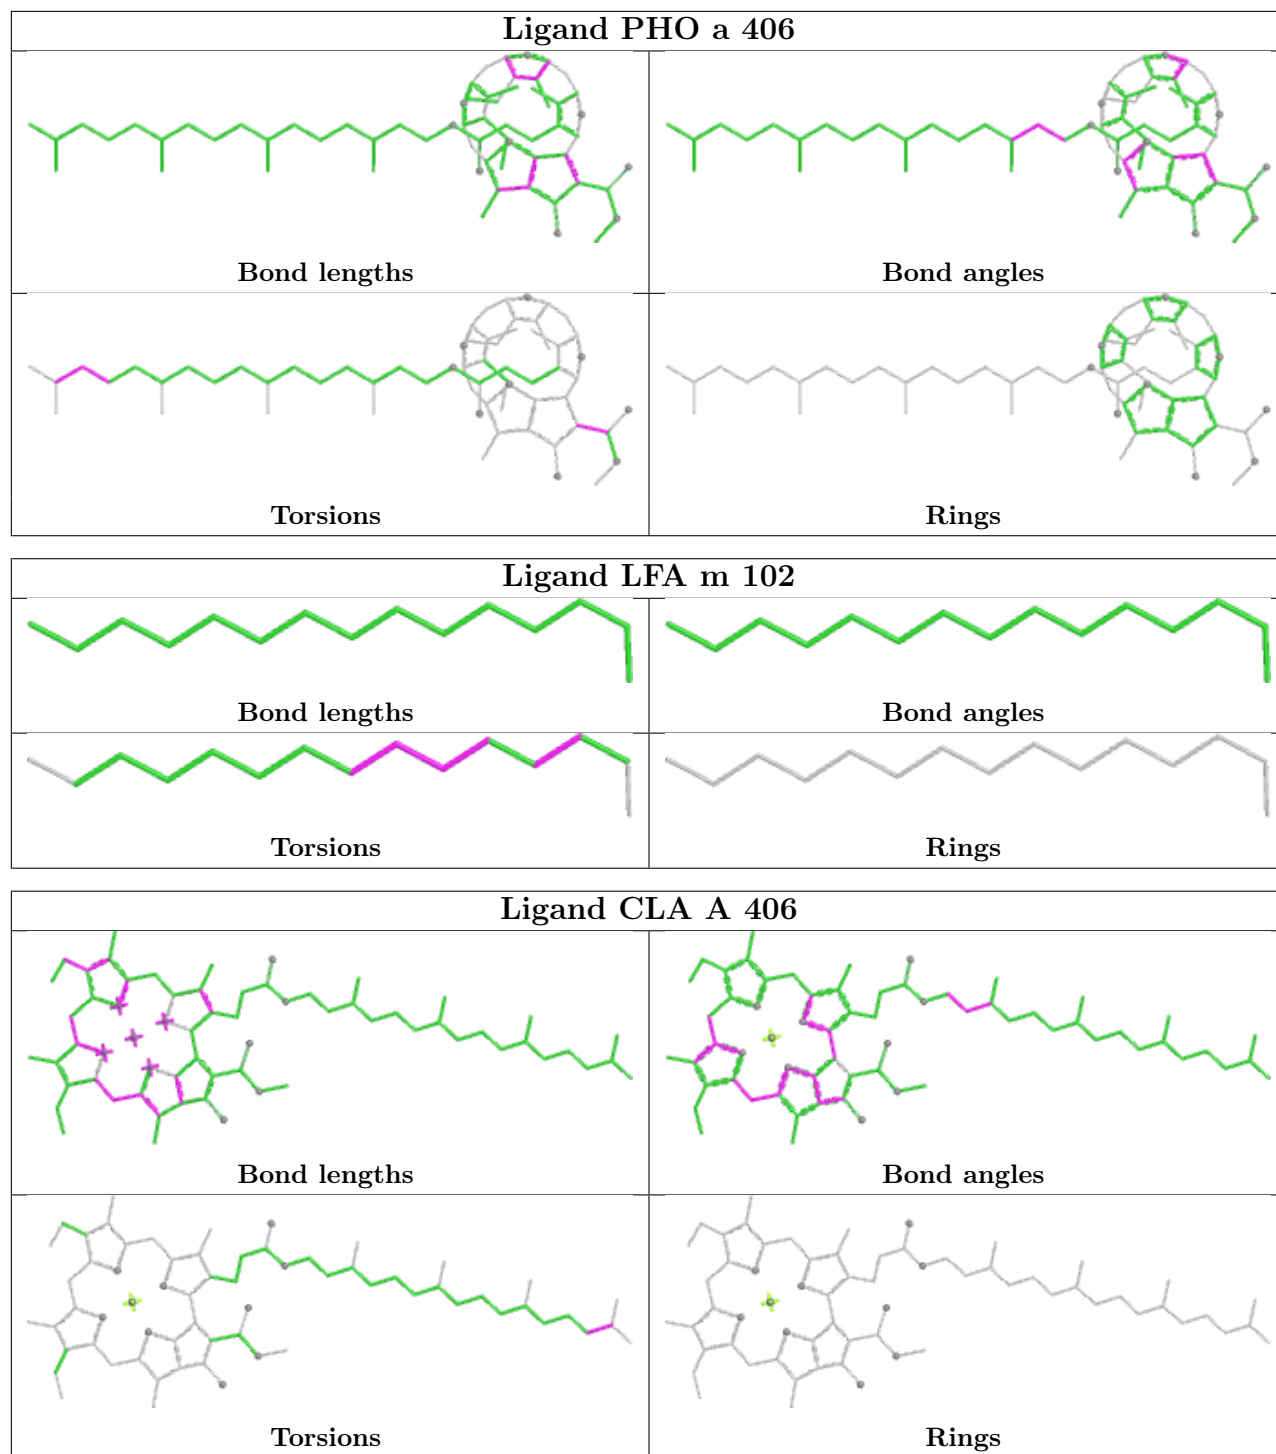 Ligand PHO a 406
Bond lengths
Bond angles
Torsions
Rings
Ligand LFA m 102
Bond lengths
Bond angles
Torsions
Rings
Ligand CLA A 406
Bond lengths
Bond angles
Torsions
Rings